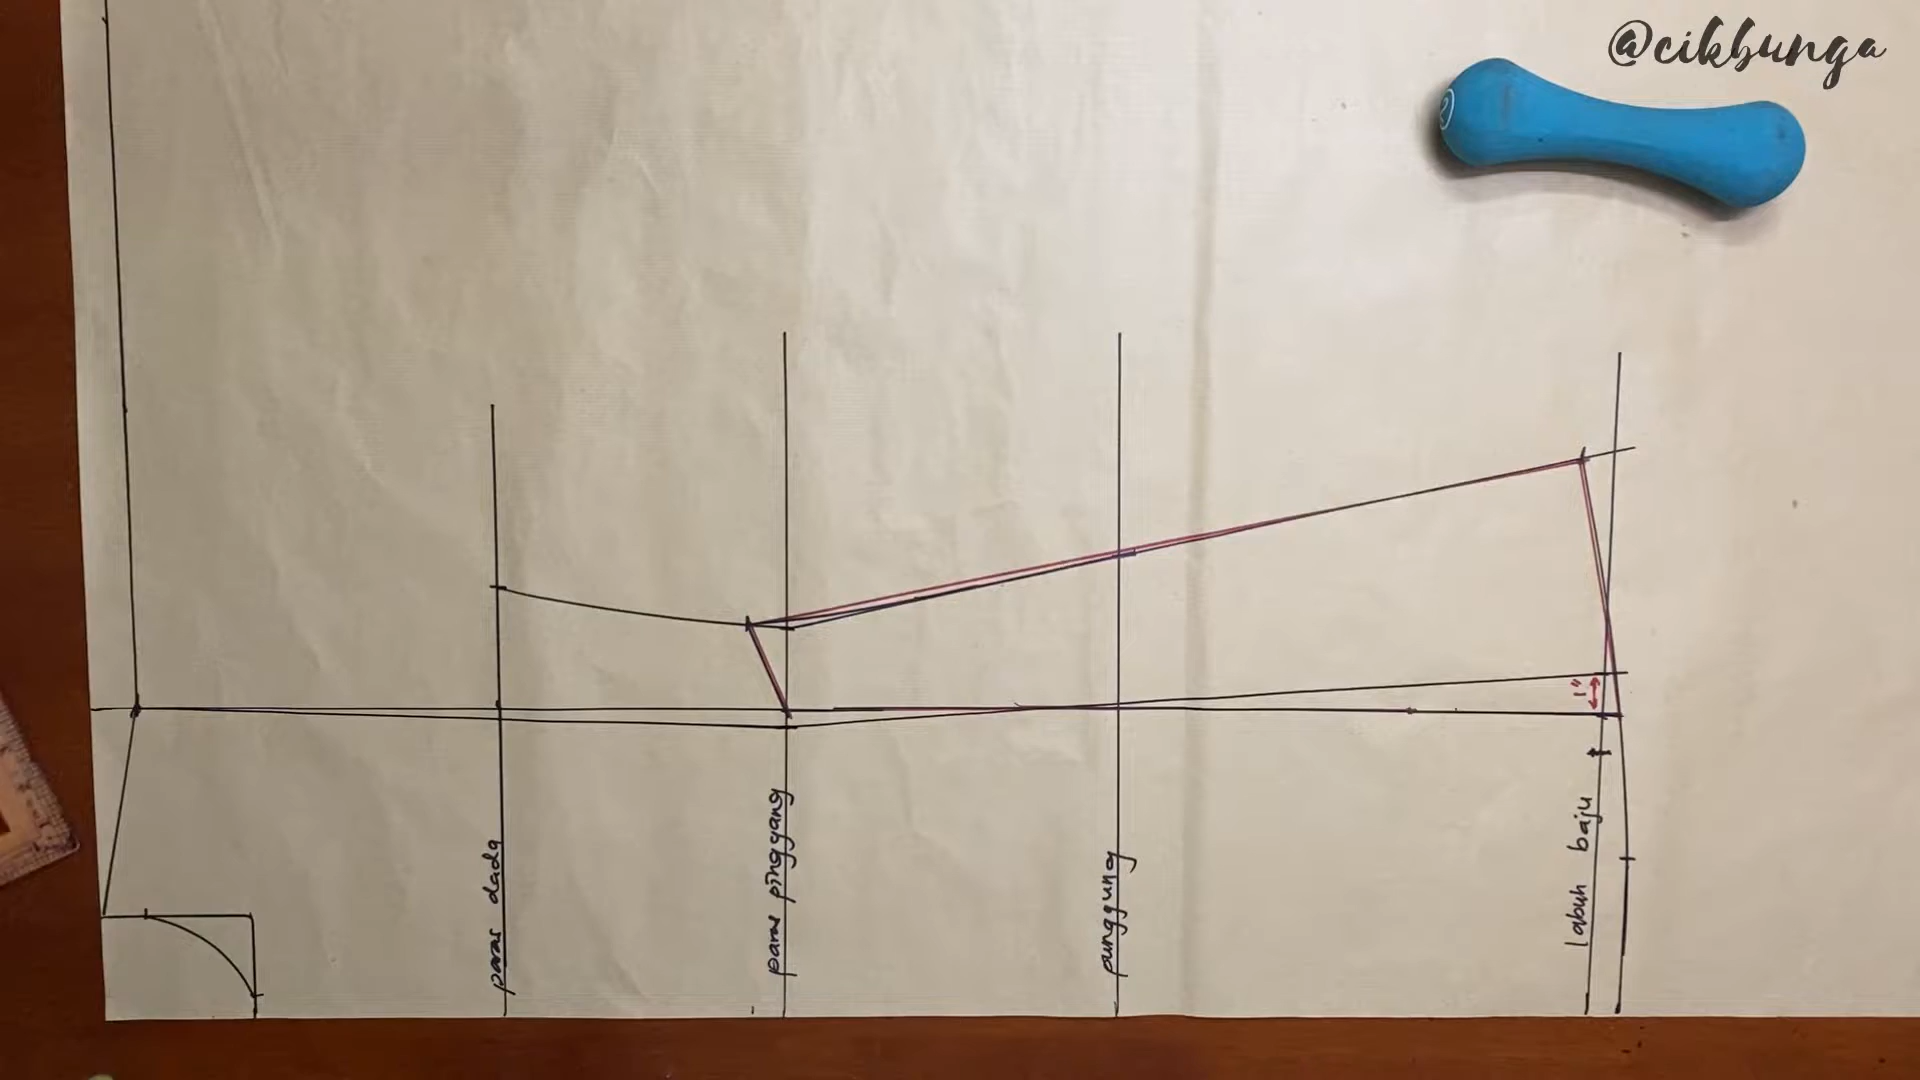 @cikbunga
paras dada
paras pinggang
punggung
labuh baju
1"